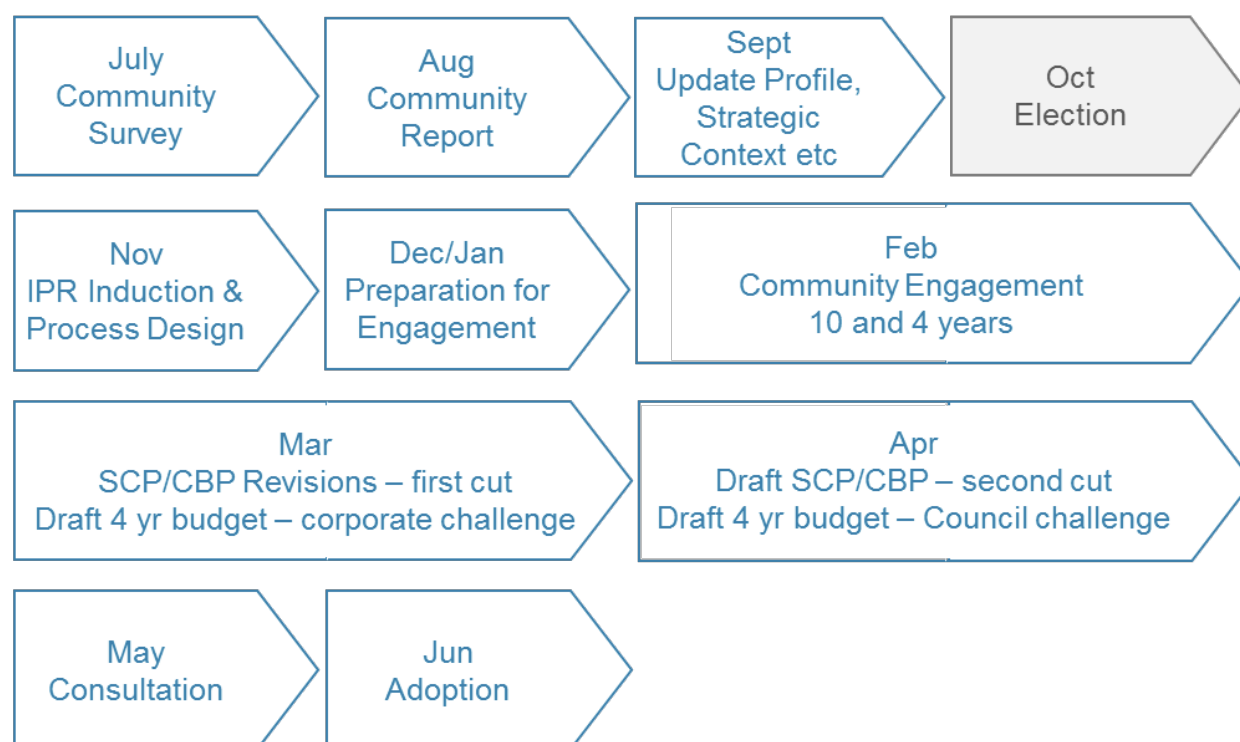 July
Community
Survey
Aug
Community
Report
Sept
Update Profile,
Strategic
Context etc
Oct
Election
Nov
IPR Induction &
Process Design
Dec/Jan
Preparation for
Engagement
Feb
Community Engagement
10 and 4 years
Mar
SCP/CBP Revisions – first cut
Draft 4 yr budget – corporate challenge
Apr
Draft SCP/CBP – second cut
Draft 4 yr budget – Council challenge
May
Consultation
Jun
Adoption